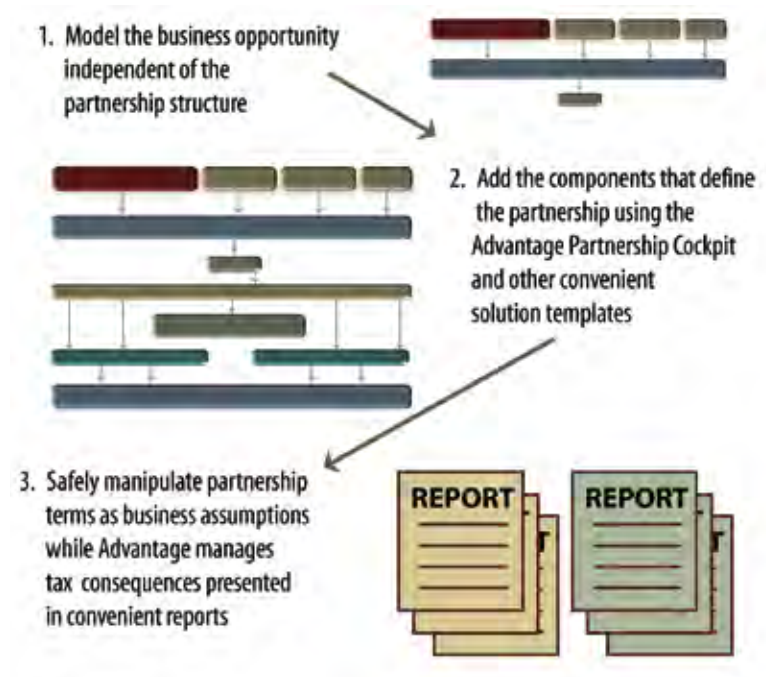 1. Model the business opportunity
independent of the
partnership structure
2. Add the components that define
the partnership using the
Advantage Partnership Cockpit
and other convenient
solution templates
3. Safely manipulate partnership
terms as business assumptions
while Advantage manages
tax consequences presented
in convenient reports
REPORT
REPORT